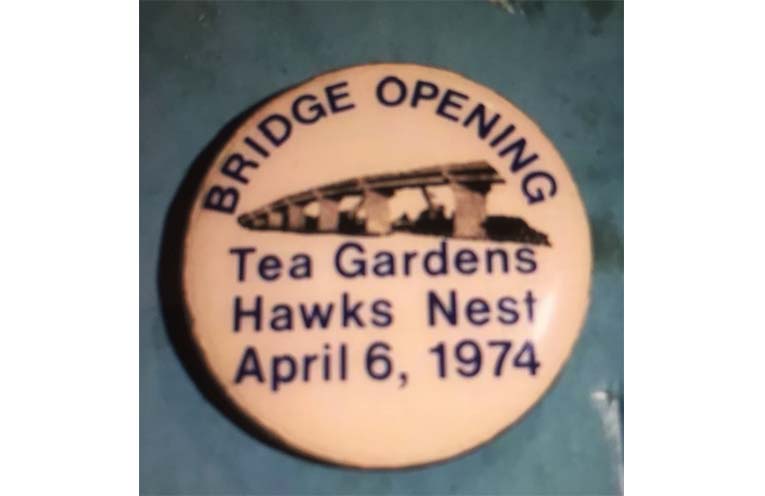 BRIDGE OPENING
Tea Gardens
Hawks Nest
April 6, 1974